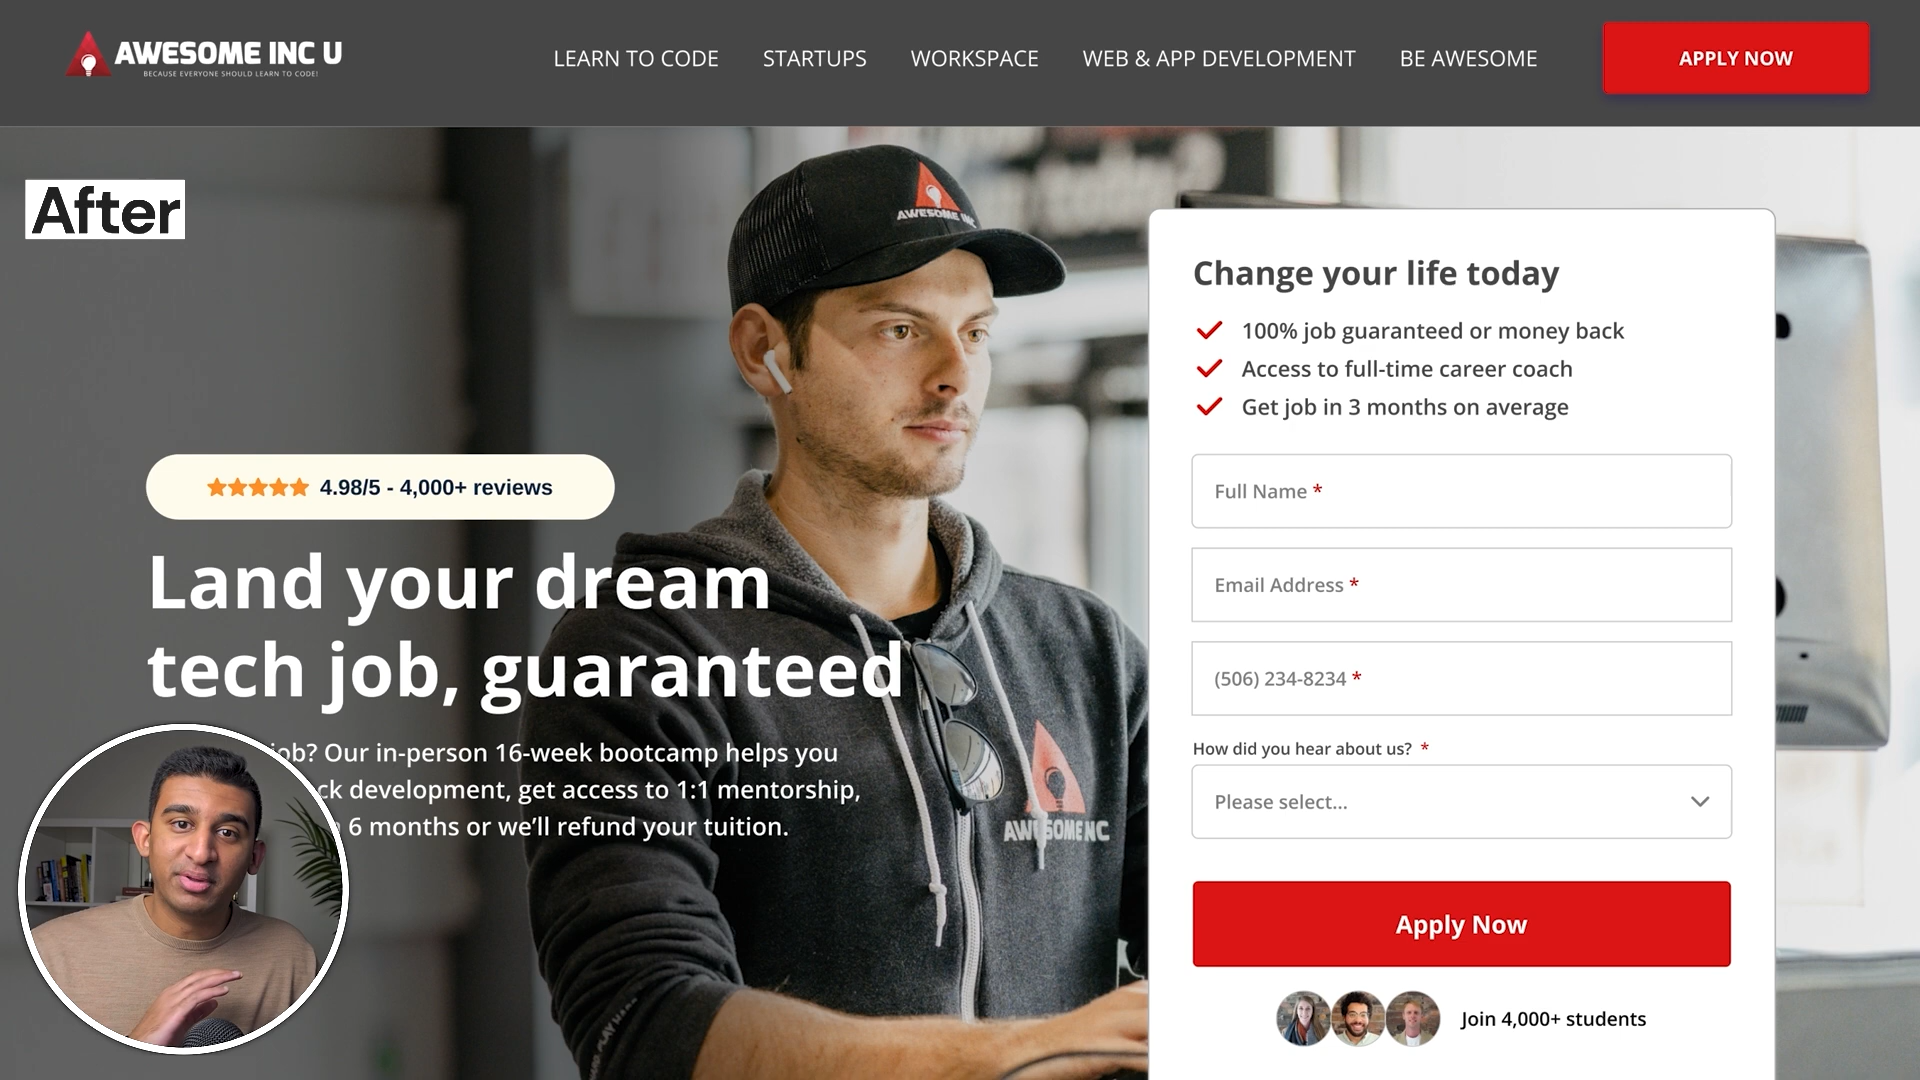 AWESOME INC U
BECAUSE EVERYONE SHOULD LEARN TO CODE!
LEARN TO CODE
STARTUPS
WORKSPACE
WEB & APP DEVELOPMENT
BE AWESOME
APPLY NOW
After
AWESOME INC
4.98/5 - 4,000+ reviews
Land your dream
tech job, guaranteed
job? Our in-person 16-week bootcamp helps you
development, get access to 1:1 mentorship,
6 months or we’ll refund your tuition.
AWESOME INC
Change your life today
100% job guaranteed or money back
Access to full-time career coach
Get job in 3 months on average
Full Name *
Email Address *
(506) 234-8234 *
How did you hear about us? *
Please select...
Apply Now
Join 4,000+ students